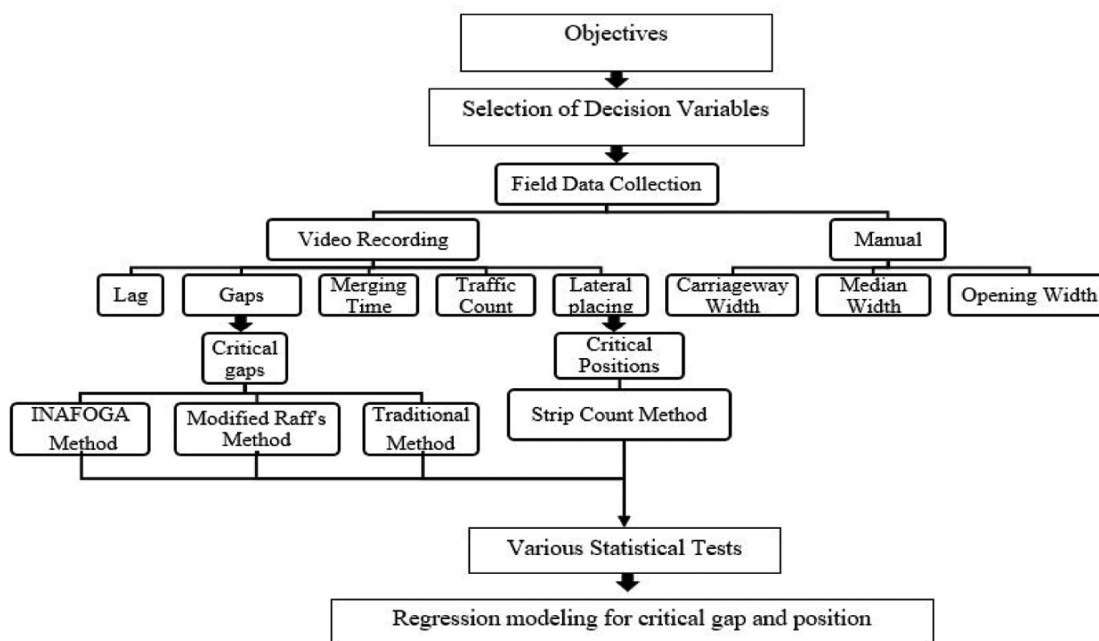 Objectives
Selection of Decision Variables
Field Data Collection
Video Recording
Manual
Lag
Gaps
Merging
Time
Traffic
Count
Lateral
placing
Carriageway
Width
Median
Width
Opening Width
Critical
gaps
Critical
Positions
INAFOGA
Method
Modified Raff's
Method
Traditional
Method
Strip Count Method
Various Statistical Tests
Regression modeling for critical gap and position